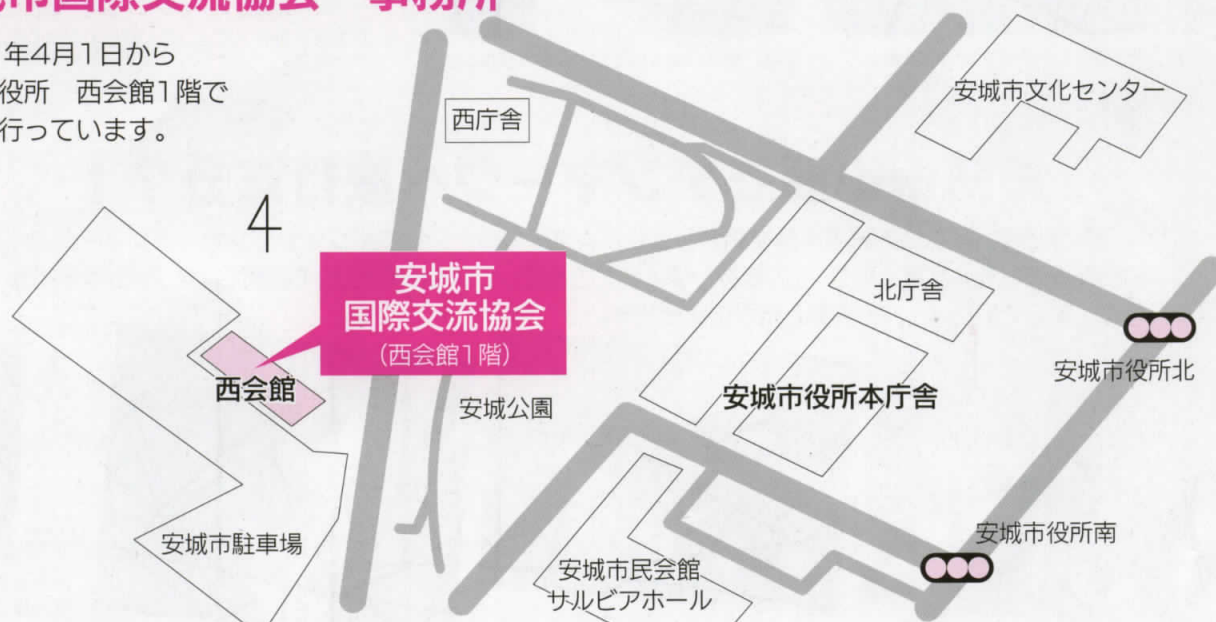 市国際交流協会 事務所
年4月1日から
役所 西会館1階で
行っています。
西庁舎
安城市文化センター
4
安城市
国際交流協会
(西会館1階)
北庁舎
西会館
安城公園
安城市役所本庁舎
安城市役所北
安城市駐車場
安城市役所南
安城市民会館
サルビアホール